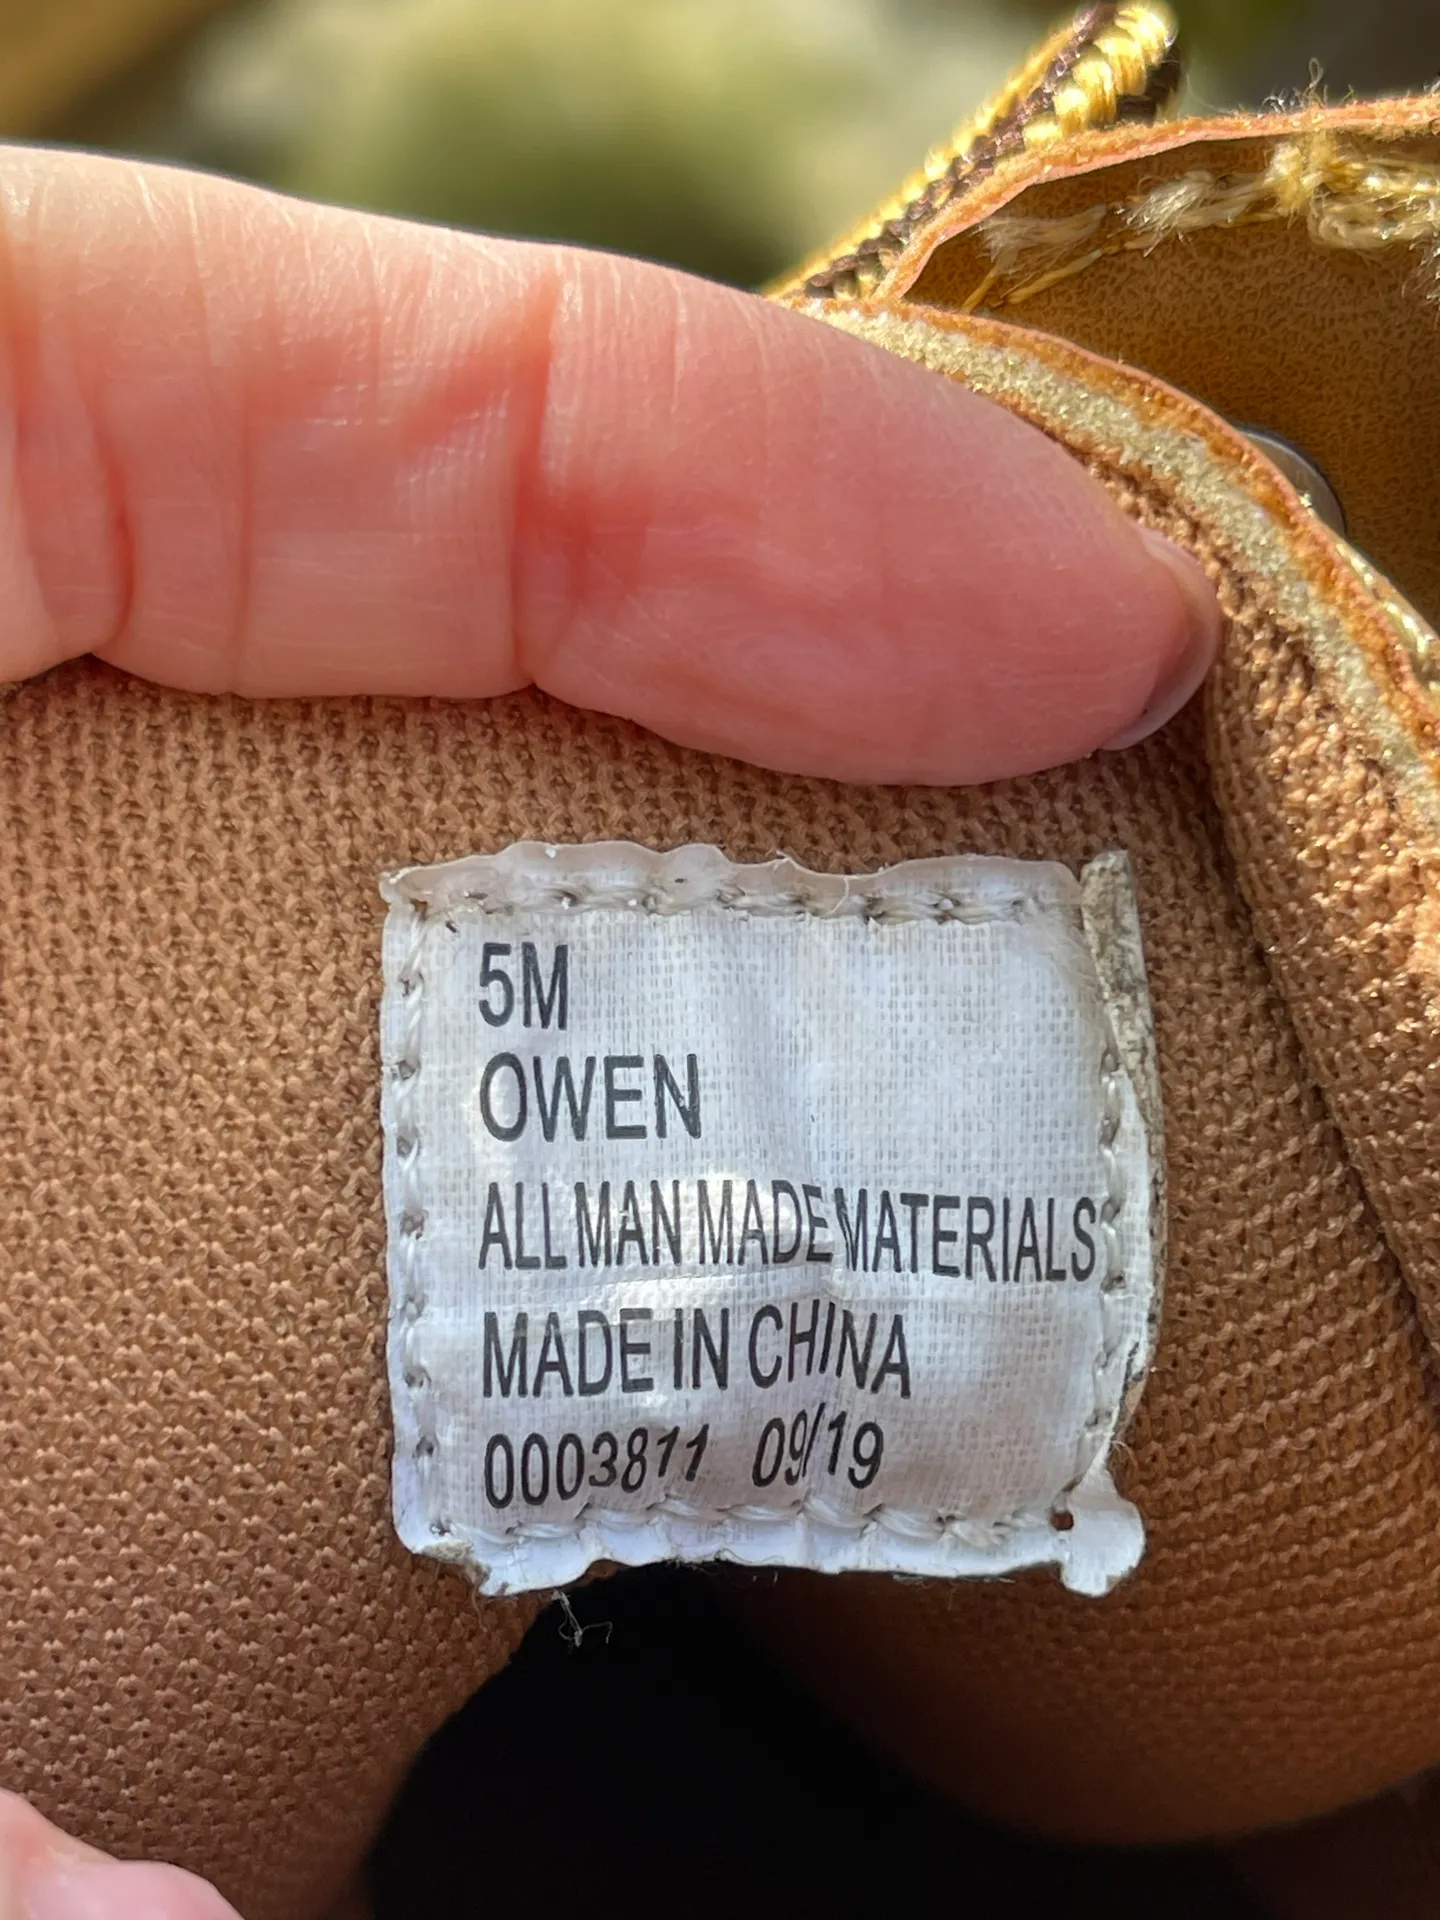 5M
OWEN
ALL MAN MADE MATERIALS
MADE IN CHINA
0003811 09/19